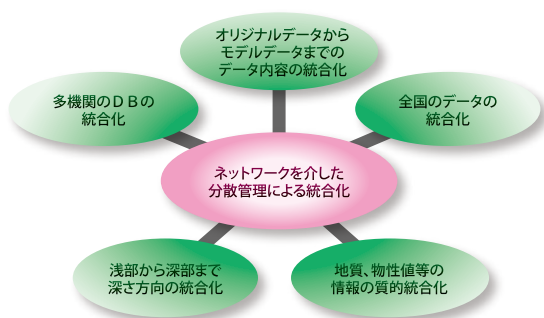 オリジナルデータから
モデルデータまでの
データ内容の統合化
多機関のＤＢの
統合化
全国のデータの
統合化
ネットワークを介した
分散管理による統合化
浅部から深部まで
深さ方向の統合化
地質、物性値等の
情報の質的統合化